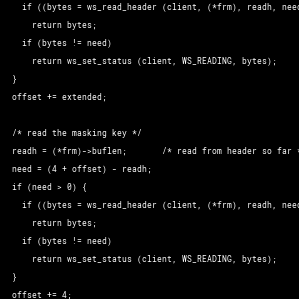 if ((bytes = ws_read_header (client, (*frm), readh, need
return bytes;
if (bytes != need)
return ws_set_status (client, WS_READING, bytes);
}
offset += extended;
/* read the masking key */
readh = (*frm)->buflen; /* read from header so far *
need = (4 + offset) - readh;
if (need > 0) {
if ((bytes = ws_read_header (client, (*frm), readh, need
return bytes;
if (bytes != need)
return ws_set_status (client, WS_READING, bytes);
}
offset += 4;